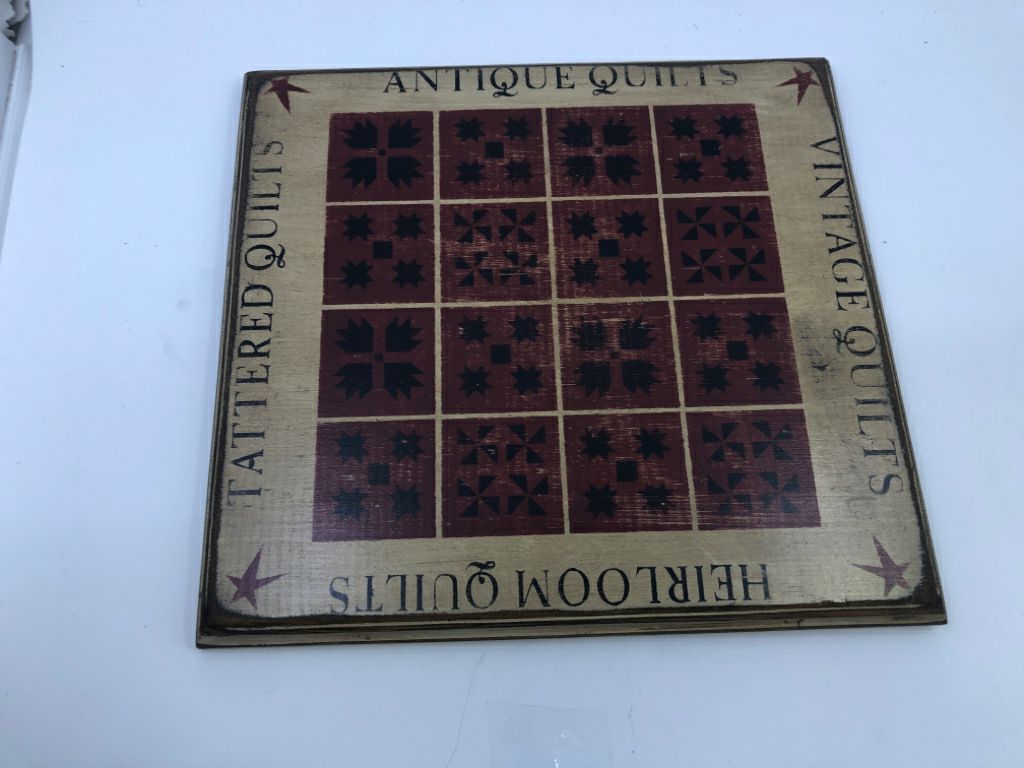 ANTIQUE QUILTS
VINTAGE QUILTS
HEIRLOOM QUILTS
TATTERED QUILTS